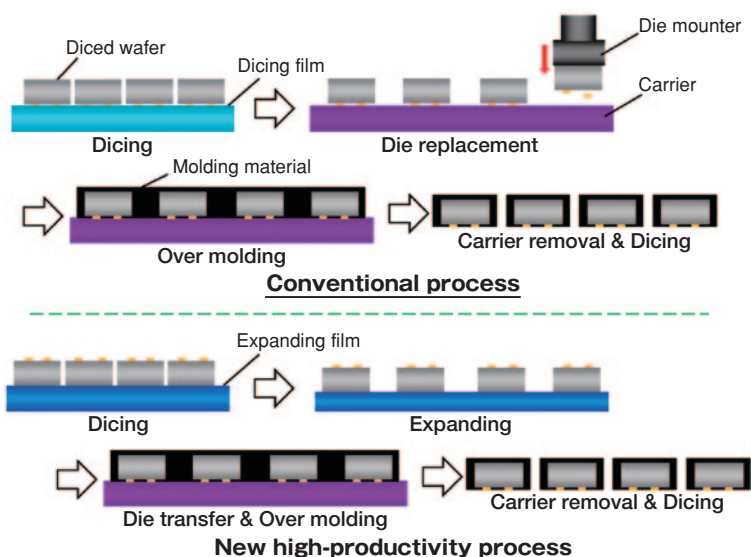 Diced wafer
Dicing film
Die mounter
Carrier
Dicing
Die replacement
Molding material
Over molding
Carrier removal & Dicing
Conventional process
Expanding film
Dicing
Expanding
Die transfer & Over molding
Carrier removal & Dicing
New high-productivity process